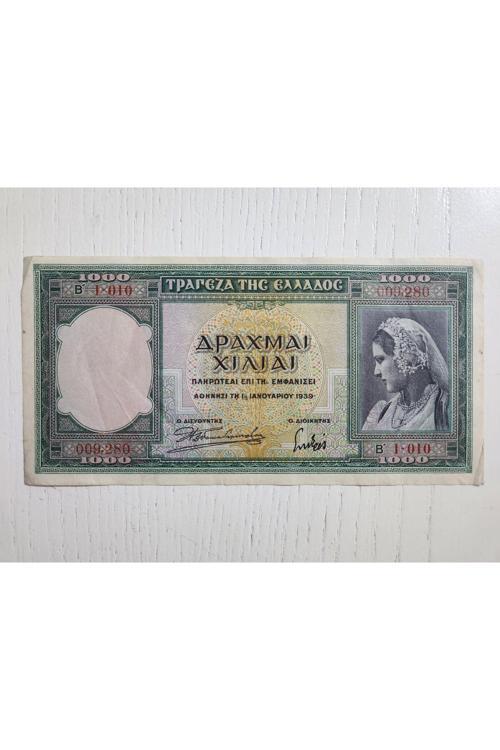 1000 1000
Β' 1·010 ΤΡΑΠΕΖΑ ΤΗΣ ΕΛΛΑΔΟΣ 009·280
ΔΡΑΧΜΑΙ
ΧΙΛΙΑΙ
ΠΛΗΡΩΤΕΑΙ ΕΠΙ ΤΗι ΕΜΦΑΝΙΣΕΙ
ΑΘΗΝΗΣΙ ΤΗ 1η ΙΑΝΟΥΑΡΙΟΥ 1939
Ο ΔΙΕΥΘΥΝΤΗΣ Ο ΔΙΟΙΚΗΤΗΣ
009·280 Β' 1·010
1000 1000